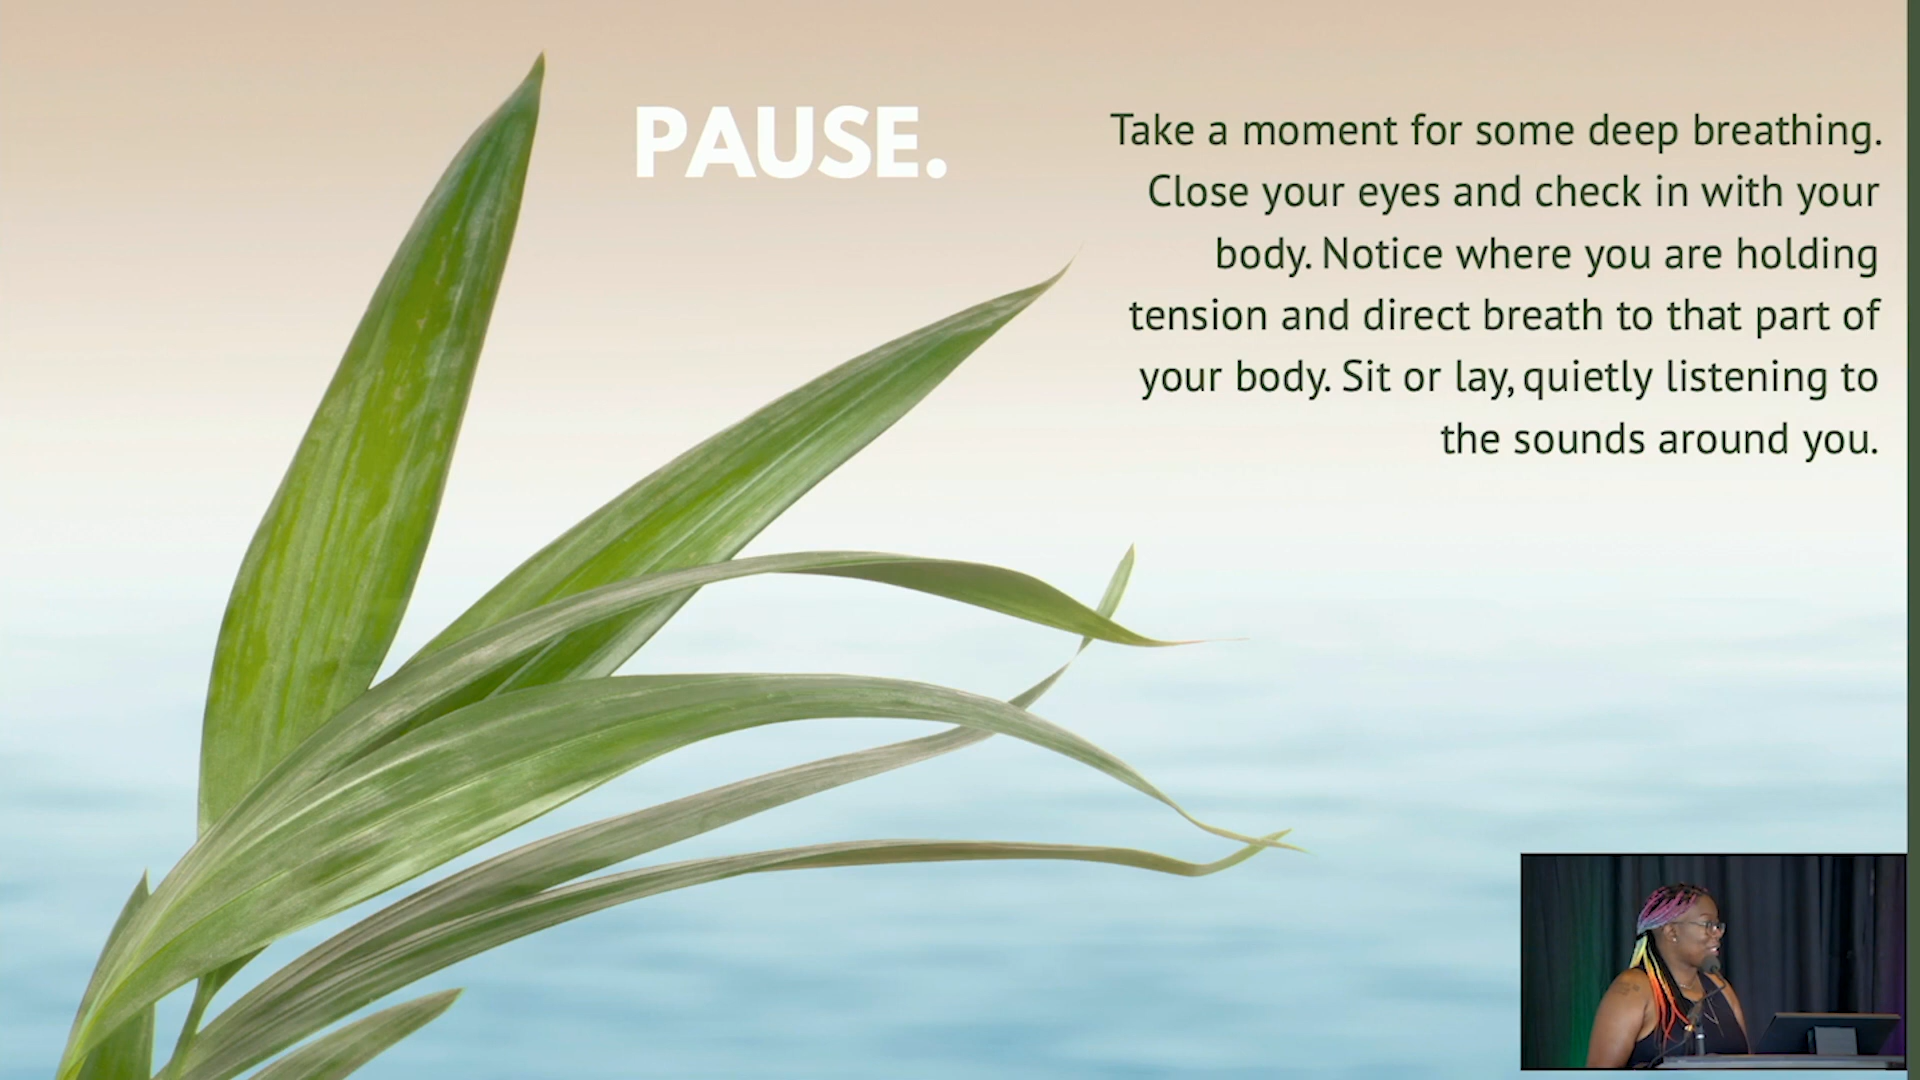 PAUSE.
Take a moment for some deep breathing.
Close your eyes and check in with your
body. Notice where you are holding
tension and direct breath to that part of
your body. Sit or lay, quietly listening to
the sounds around you.